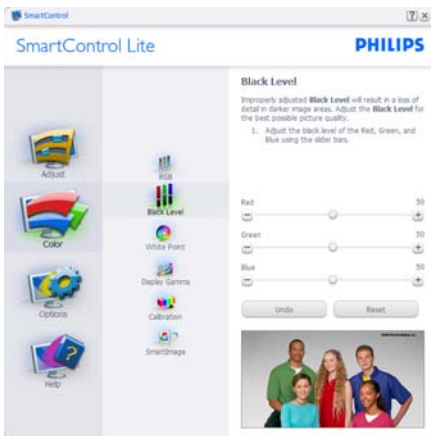 SmartControl
SmartControl Lite
PHILIPS
Adjust
Color
Options
Help
RGB
Black Level
White Point
Display Gamma
Calibration
SmartImage
Black Level
Improperly adjusted Black Level will result in a loss of
detail in darker image areas. Adjust the Black Level for
the best possible picture quality.
1. Adjust the black level of the Red, Green, and
Blue using the slider bars.
Red 50
Green 50
Blue 50
Undo Reset